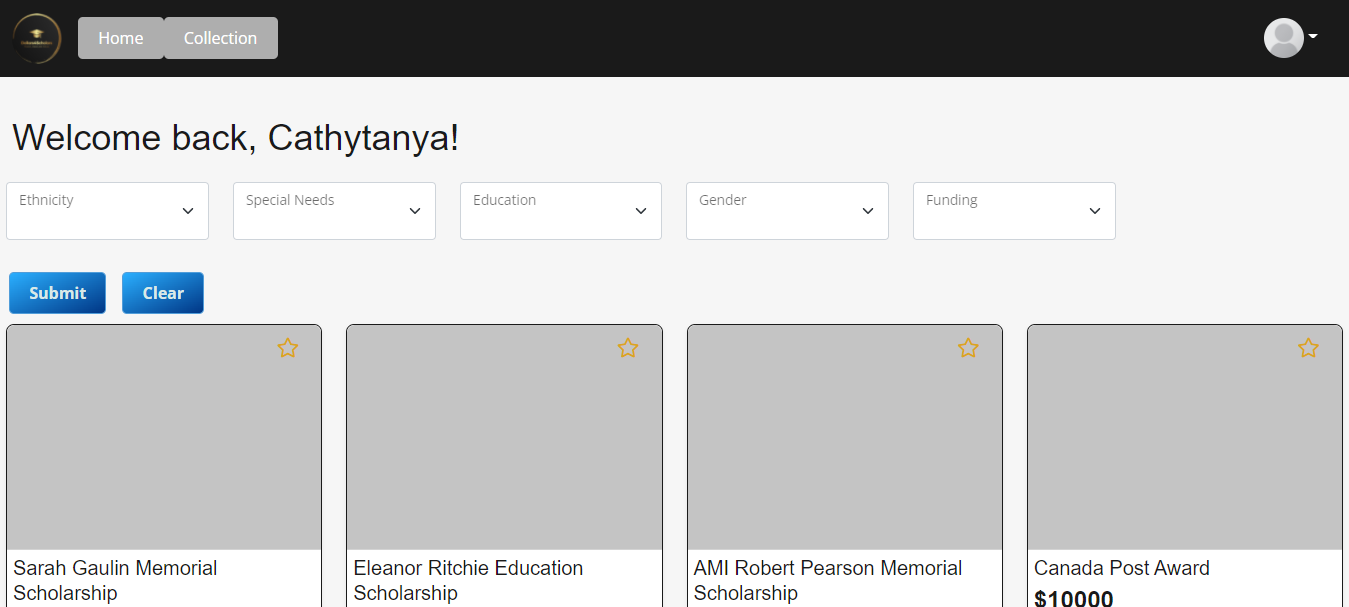 Home
Collection
Welcome back, Cathytanya!
Ethnicity
Special Needs
Education
Gender
Funding
Submit
Clear
Sarah Gaulin Memorial
Scholarship
Eleanor Ritchie Education
Scholarship
AMI Robert Pearson Memorial
Scholarship
Canada Post Award
$10000